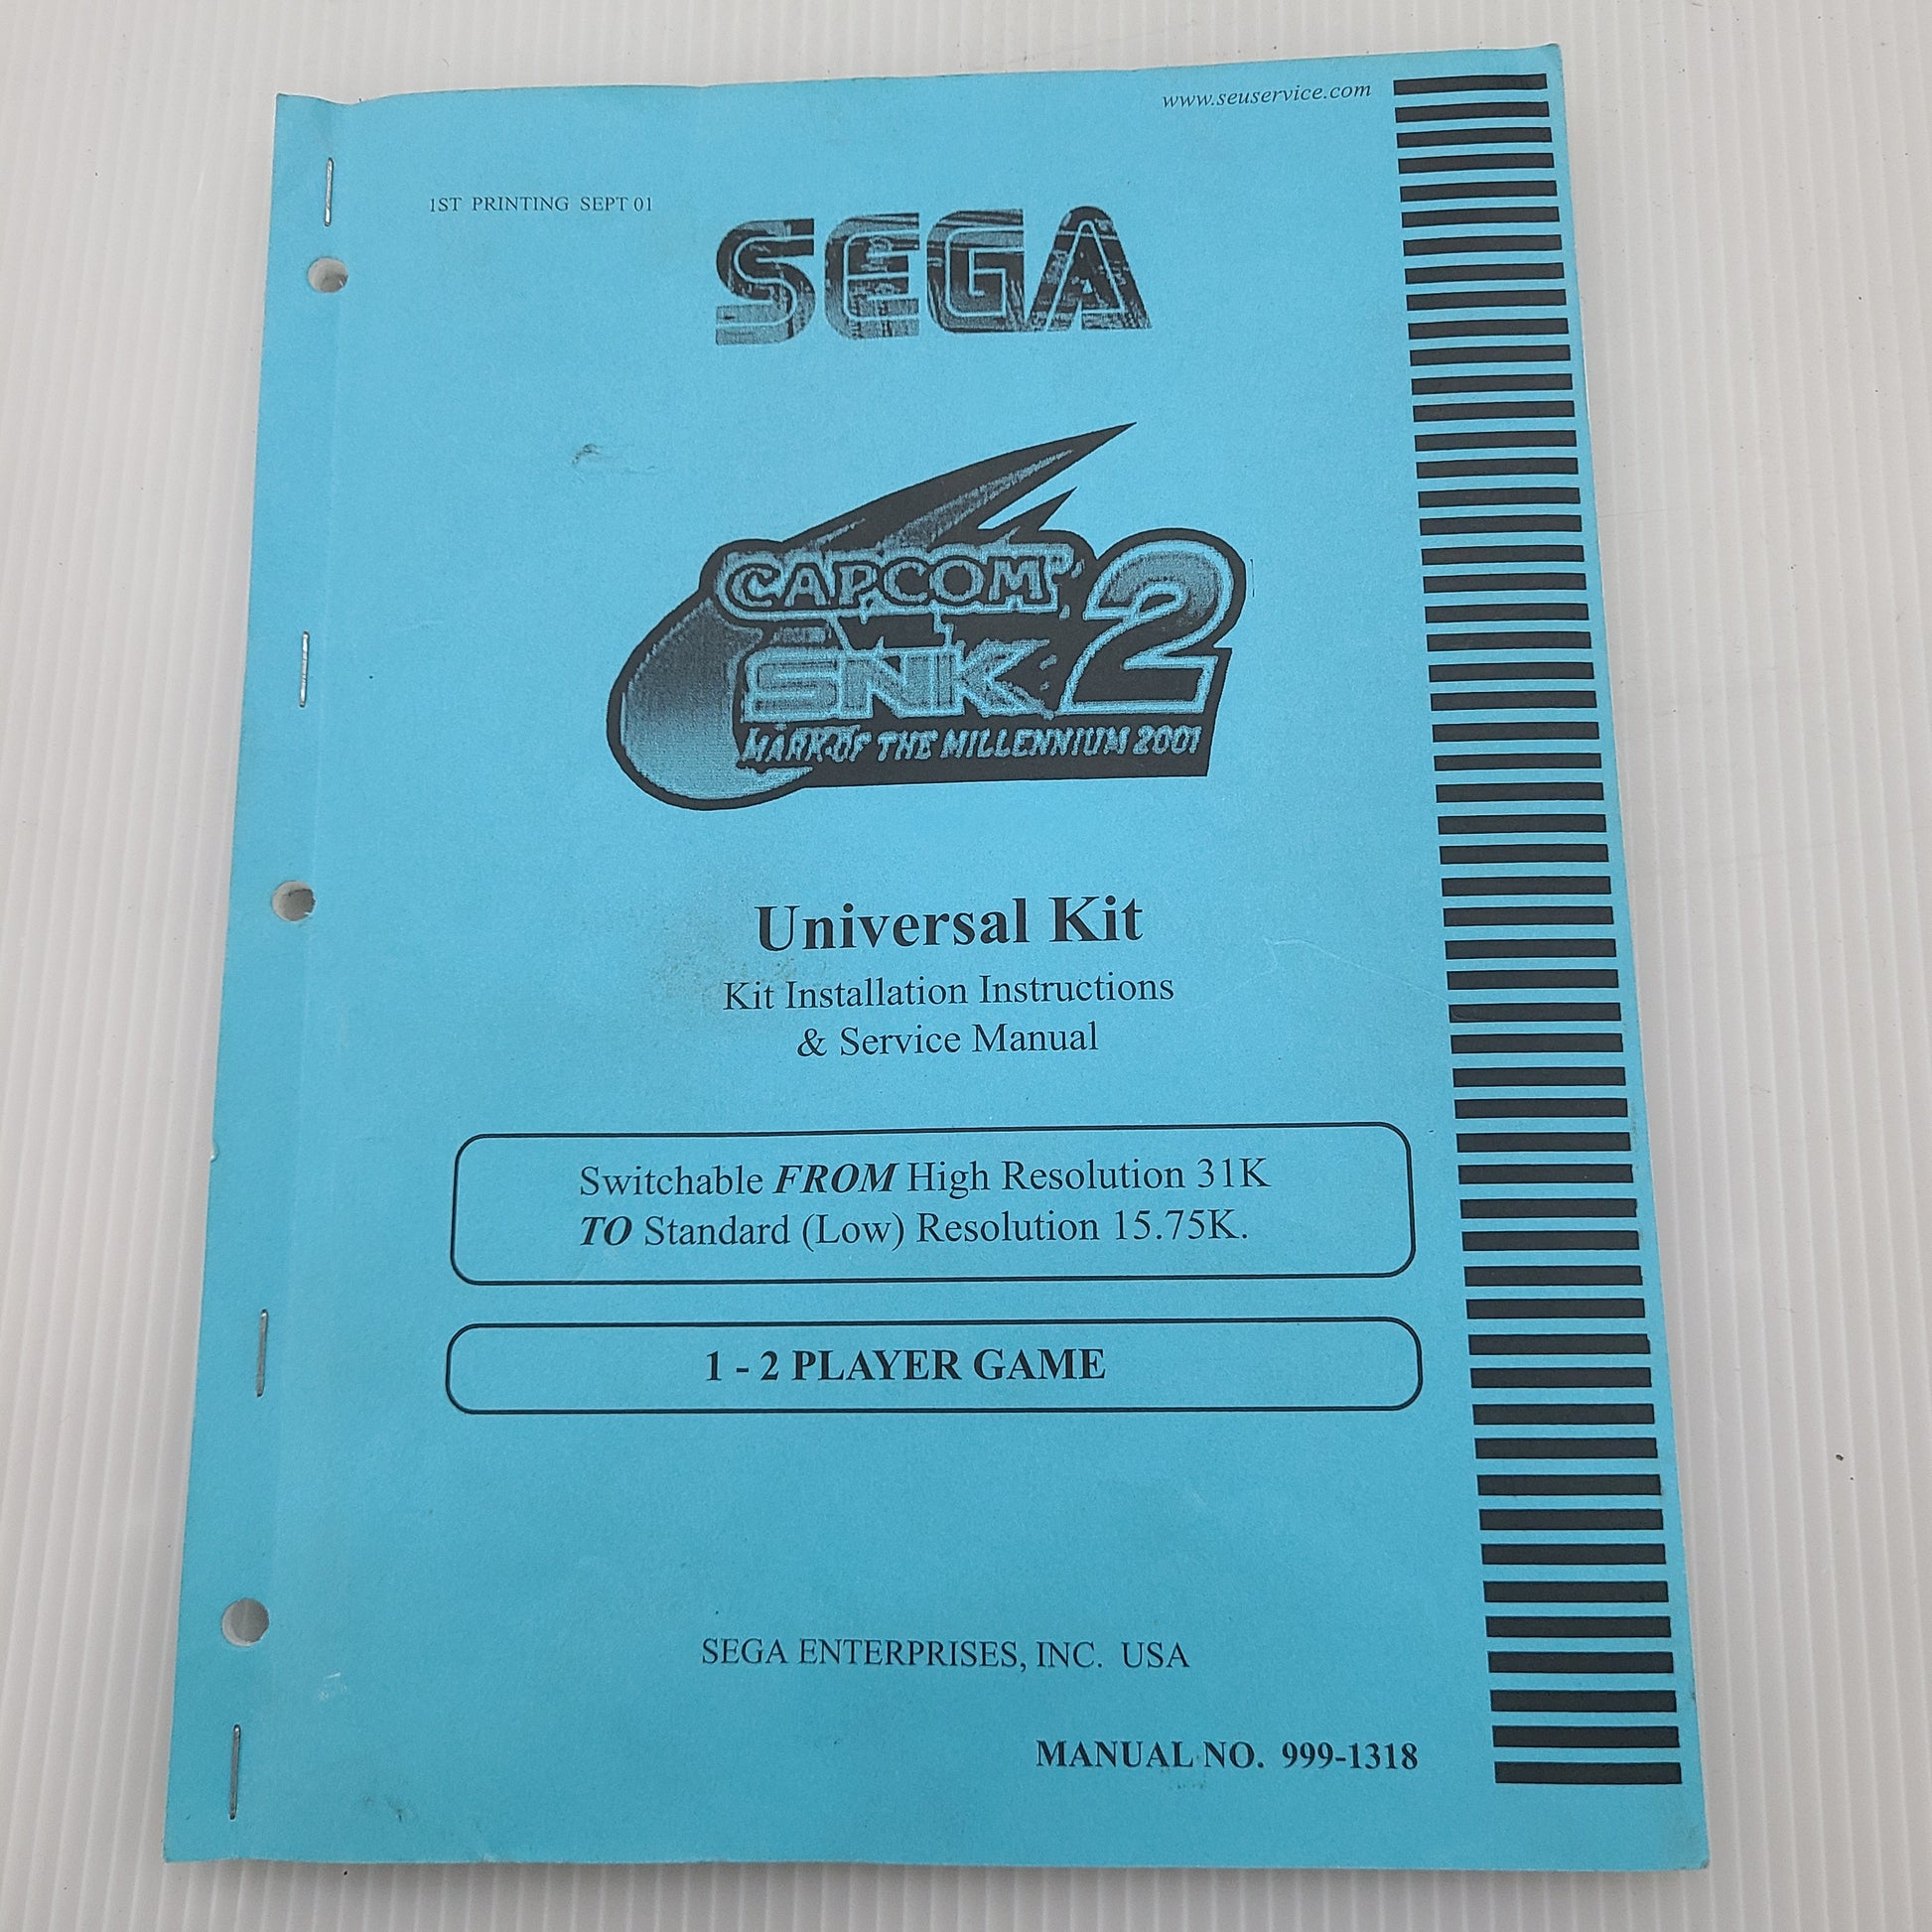 www.seuservice.com
1ST PRINTING SEPT 01
SEGA
CAPCOM
VS.
SNK 2
MARK OF THE MILLENNIUM 2001
Universal Kit
Kit Installation Instructions
& Service Manual
Switchable FROM High Resolution 31K
TO Standard (Low) Resolution 15.75K.
1 - 2 PLAYER GAME
SEGA ENTERPRISES, INC. USA
MANUAL NO. 999-1318